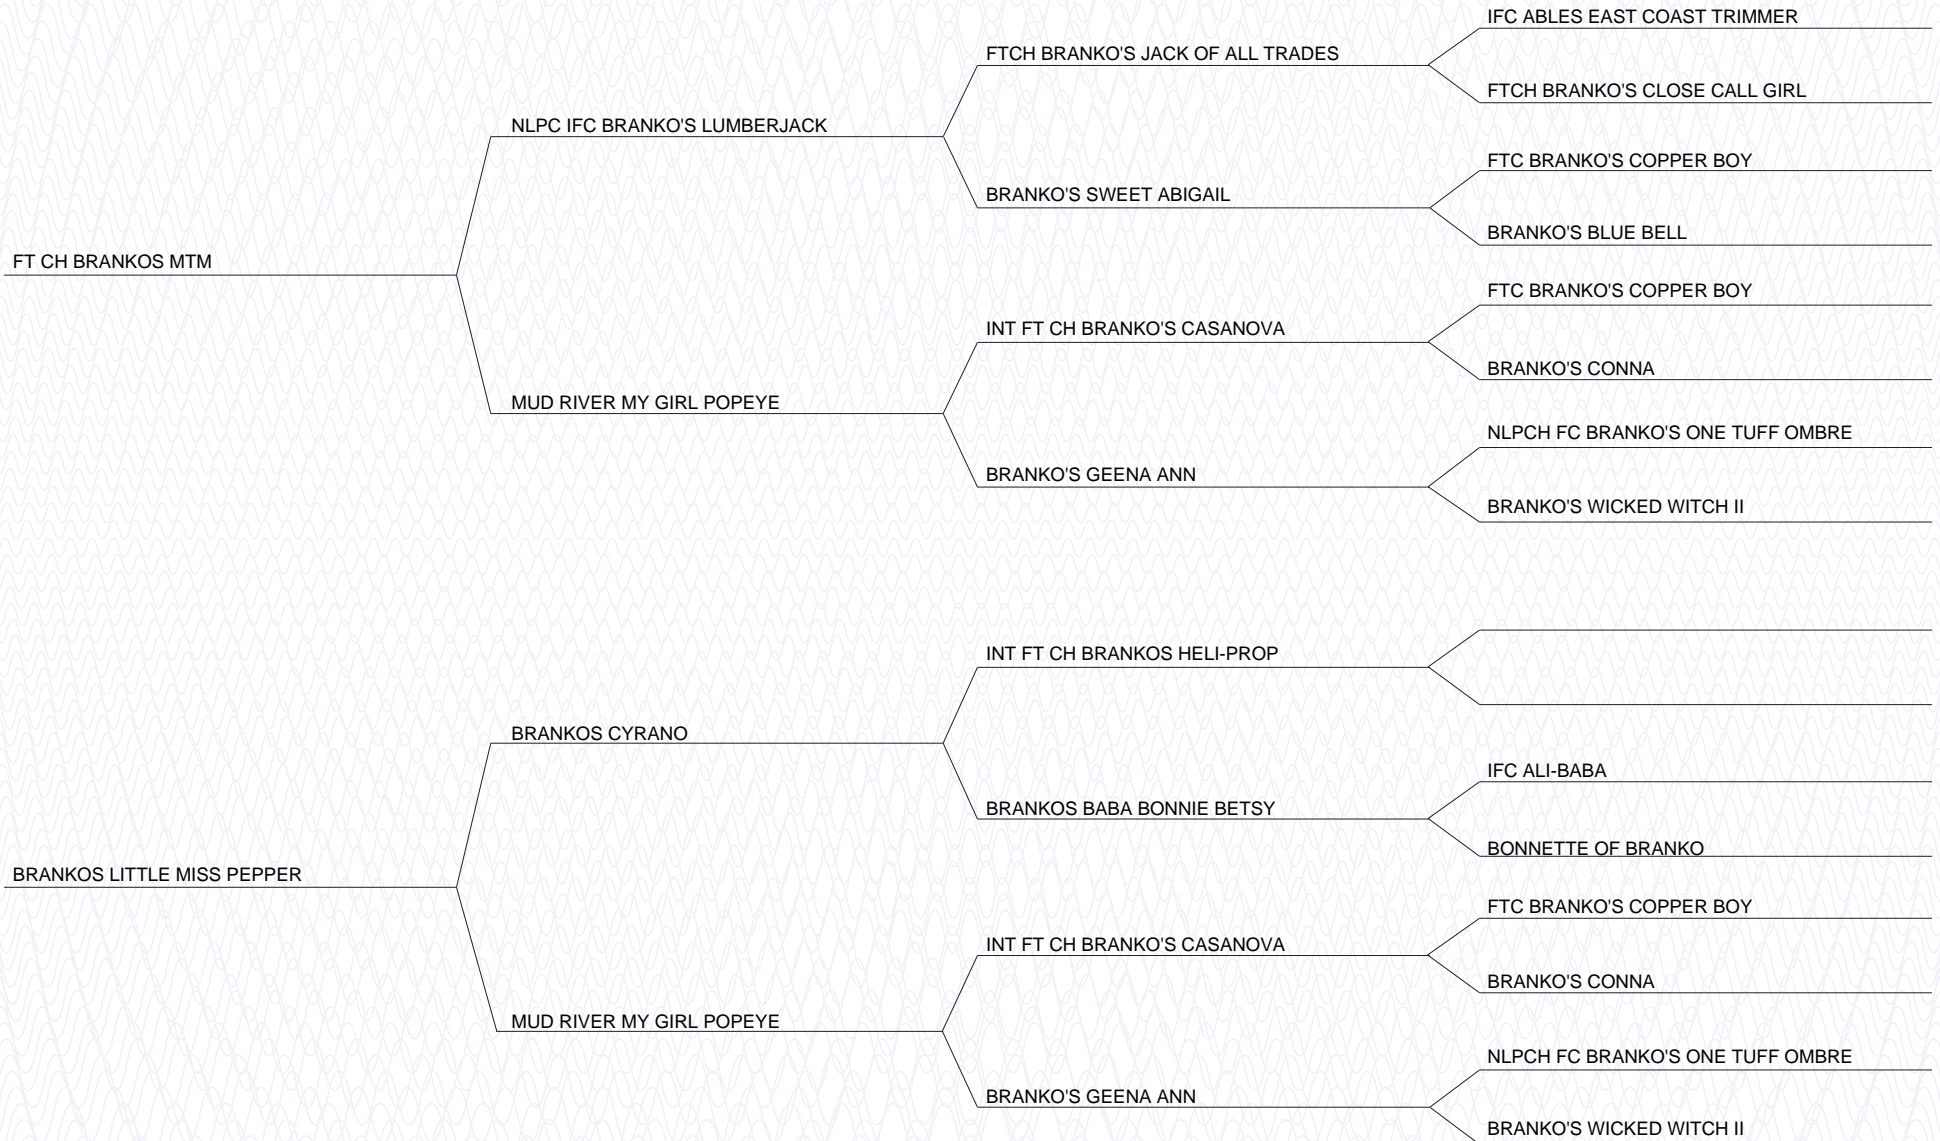 IFC ABLES EAST COAST TRIMMER
FTCH BRANKO'S JACK OF ALL TRADES
FTCH BRANKO'S CLOSE CALL GIRL
NLPC IFC BRANKO'S LUMBERJACK
FTC BRANKO'S COPPER BOY
BRANKO'S SWEET ABIGAIL
BRANKO'S BLUE BELL
FT CH BRANKOS MTM
FTC BRANKO'S COPPER BOY
INT FT CH BRANKO'S CASANOVA
BRANKO'S CONNA
MUD RIVER MY GIRL POPEYE
NLPCH FC BRANKO'S ONE TUFF OMBRE
BRANKO'S GEENA ANN
BRANKO'S WICKED WITCH II
INT FT CH BRANKOS HELI-PROP
BRANKOS CYRANO
IFC ALI-BABA
BRANKOS BABA BONNIE BETSY
BONNETTE OF BRANKO
BRANKOS LITTLE MISS PEPPER
FTC BRANKO'S COPPER BOY
INT FT CH BRANKO'S CASANOVA
BRANKO'S CONNA
MUD RIVER MY GIRL POPEYE
NLPCH FC BRANKO'S ONE TUFF OMBRE
BRANKO'S GEENA ANN
BRANKO'S WICKED WITCH II